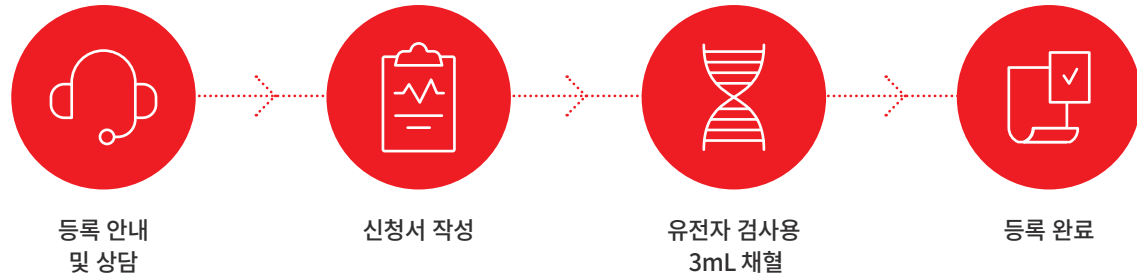 등록 안내
및 상담
신청서 작성
유전자 검사용
3mL 채혈
등록 완료